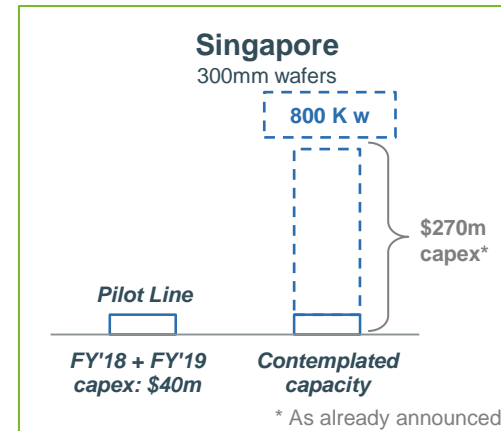 Singapore
300mm wafers
800 K w
$270m
capex*
Pilot Line
FY'18 + FY'19
capex: $40m
Contemplated
capacity
* As already announced